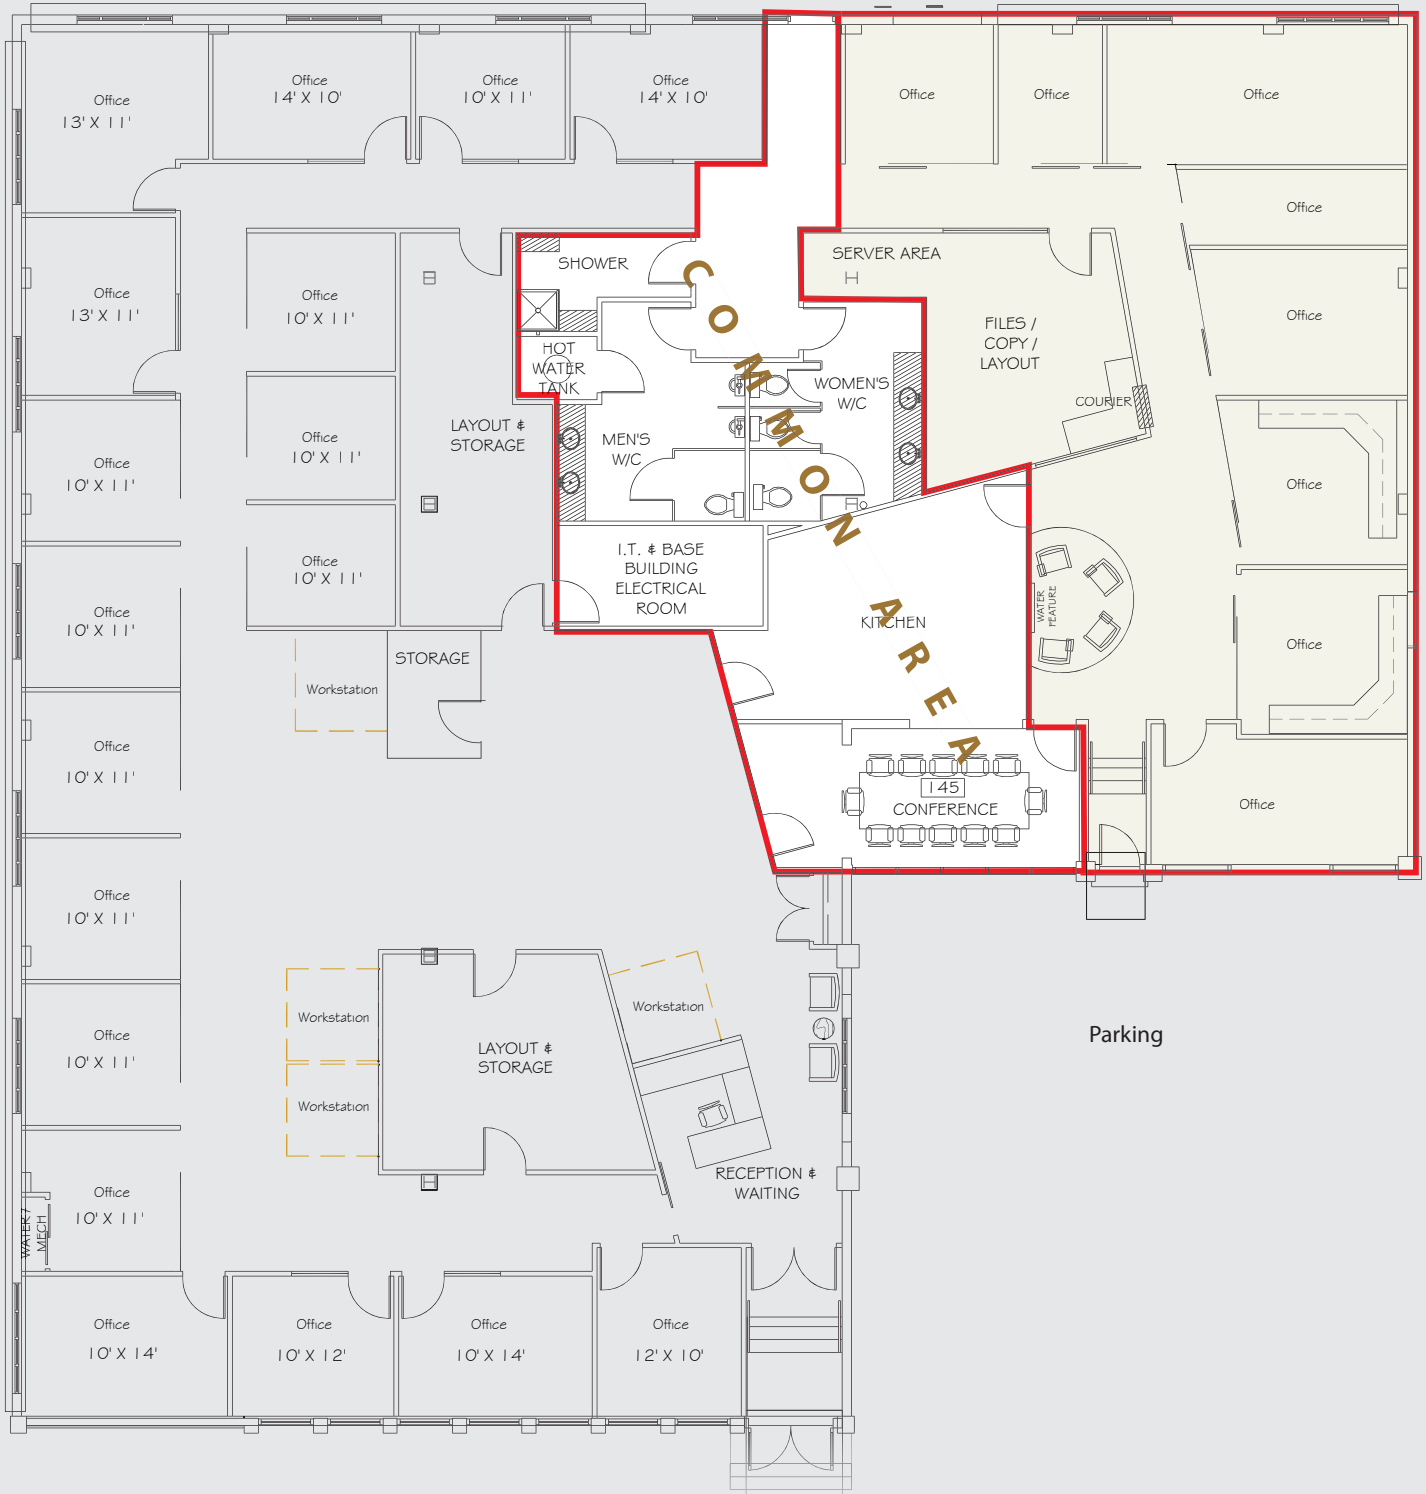 Office
13' X 11'
Office
14' X 10'
Office
10' X 11'
Office
14' X 10'
Office
Office
Office
Office
Office
Office
Office
Office
Office
13' X 11'
Office
10' X 11'
Office
10' X 11'
Office
10' X 11'
Office
10' X 11'
Office
10' X 11'
Office
10' X 11'
Office
10' X 11'
Office
10' X 11'
Office
10' X 11'
WATER /
MECH
SHOWER
HOT
WATER
TANK
LAYOUT &
STORAGE
MEN'S
W/C
WOMEN'S
W/C
SERVER AREA
FILES /
COPY /
LAYOUT
COURIER
I.T. & BASE
BUILDING
ELECTRICAL
ROOM
KITCHEN
COMMON AREA
WATER
FEATURE
STORAGE
Workstation
145
CONFERENCE
Workstation
Workstation
LAYOUT &
STORAGE
Workstation
RECEPTION &
WAITING
Parking
Office
10' X 14'
Office
10' X 12'
Office
10' X 14'
Office
12' X 10'